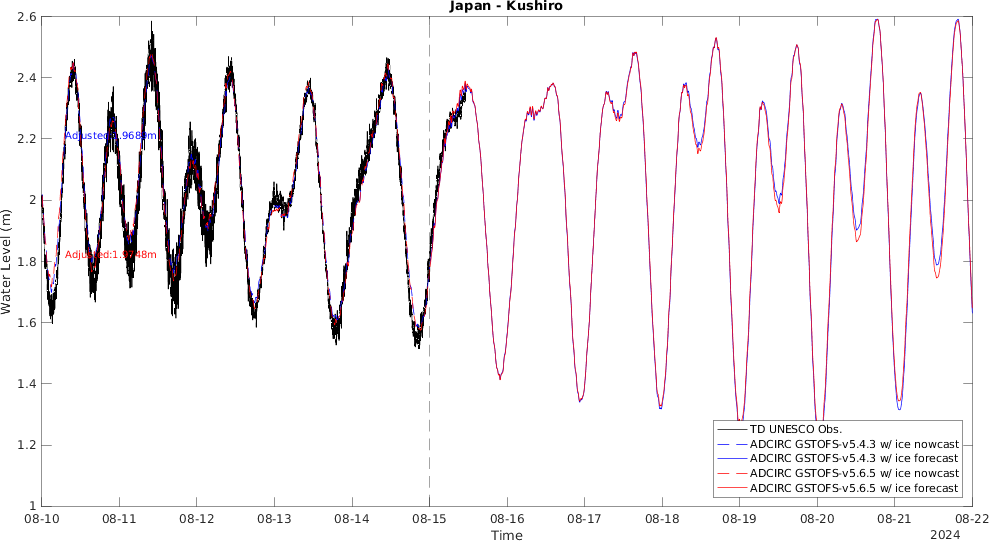 Japan - Kushiro
Water Level (m)
2.6
2.4
2.2
2
1.8
1.6
1.4
1.2
1
TD UNESCO Obs.
ADCIRC GSTOFS-v5.4.3 w/ ice nowcast
ADCIRC GSTOFS-v5.4.3 w/ ice forecast
ADCIRC GSTOFS-v5.6.5 w/ ice nowcast
ADCIRC GSTOFS-v5.6.5 w/ ice forecast
08-10 08-11 08-12 08-13 08-14 08-15 08-16 08-17 08-18 08-19 08-20 08-21 08-22
Time
2024